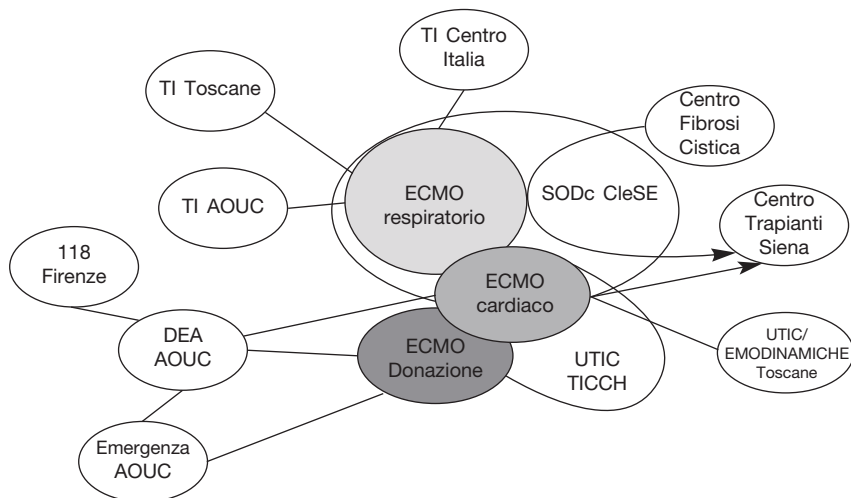 TI Centro
Italia
TI Toscane
Centro
Fibrosi
Cistica
ECMO
respiratorio
SODc CleSE
TI AOUC
Centro
Trapianti
Siena
118
Firenze
ECMO
cardiaco
DEA
AOUC
ECMO
Donazione
UTIC
TICCH
UTIC/
EMODINAMICHE
Toscane
Emergenza
AOUC